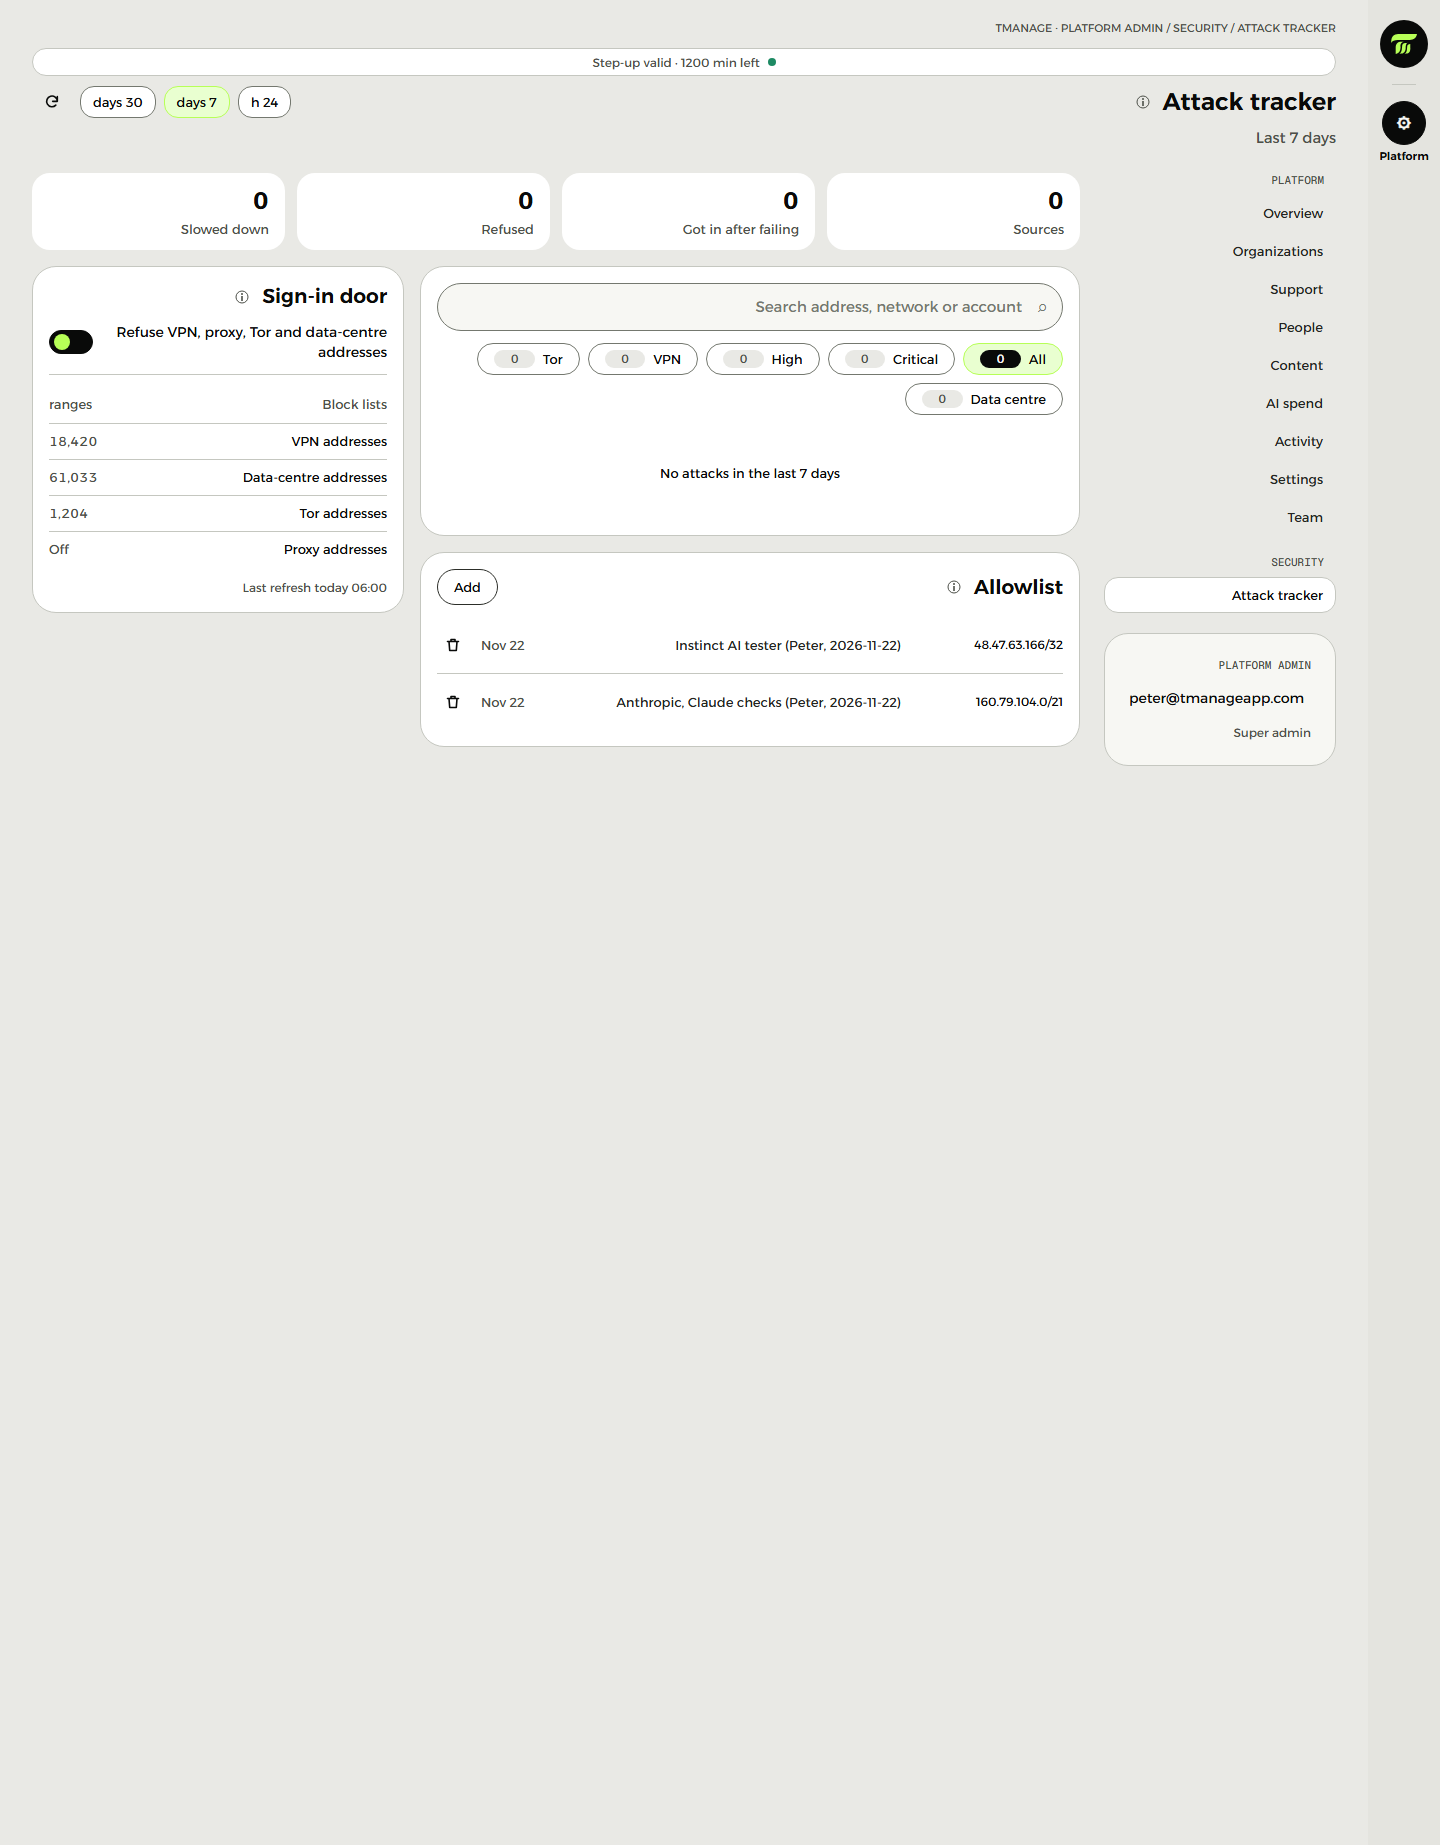 TMANAGE · PLATFORM ADMIN / SECURITY / ATTACK TRACKER
Step-up valid · 1200 min left
Attack tracker
days 30
days 7
h 24
Last 7 days
Platform
PLATFORM
Overview
Organizations
Support
People
Content
AI spend
Activity
Settings
Team
SECURITY
Attack tracker
PLATFORM ADMIN
peter@tmanageapp.com
Super admin
0
Sources
0
Got in after failing
0
Refused
0
Slowed down
Search address, network or account
All 0
Critical 0
High 0
VPN 0
Tor 0
Data centre 0
No attacks in the last 7 days
Allowlist
Add
48.47.63.166/32
Instinct AI tester (Peter, 2026-11-22)
Nov 22
160.79.104.0/21
Anthropic, Claude checks (Peter, 2026-11-22)
Nov 22
Sign-in door
Refuse VPN, proxy, Tor and data-centre
addresses
Block lists
ranges
VPN addresses
18,420
Data-centre addresses
61,033
Tor addresses
1,204
Proxy addresses
Off
Last refresh today 06:00